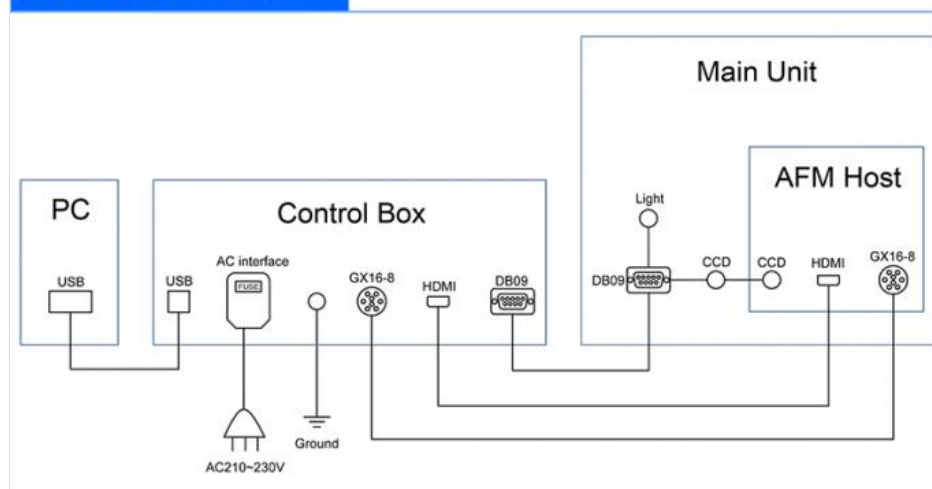 Main Unit
AFM Host
PC
Control Box
Light
AC interface
USB
USB
FUSE
GX16-8
HDMI
DB09
DB09
CCD
CCD
HDMI
GX16-8
Ground
AC210~230V